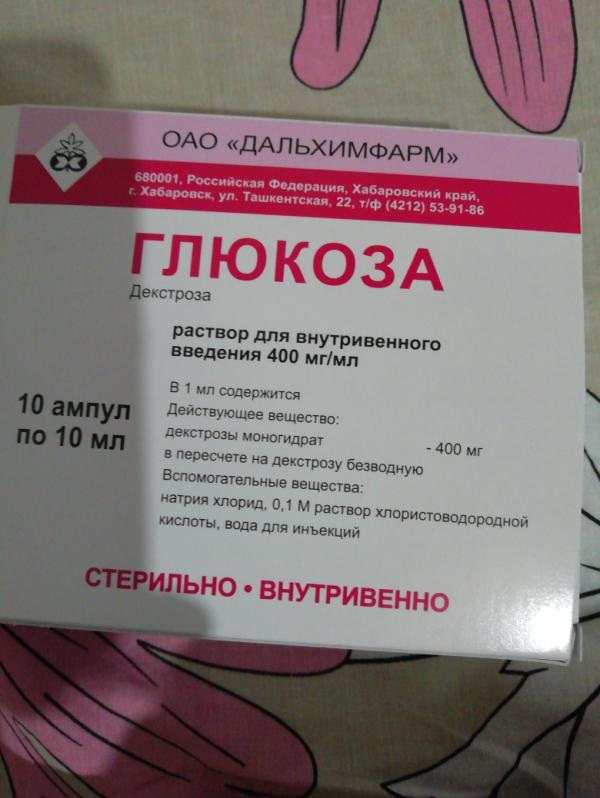 ОАО «ДАЛЬХИМФАРМ»
680001, Российская Федерация, Хабаровский край,
г. Хабаровск, ул. Ташкентская, 22, т/ф (4212) 53-91-86
ГЛЮКОЗА
Декстроза
раствор для внутривенного
введения 400 мг/мл
10 ампул
по 10 мл
В 1 мл содержится
Действующее вещество:
декстрозы моногидрат - 400 мг
в пересчете на декстрозу безводную
Вспомогательные вещества:
натрия хлорид, 0,1 М раствор хлористоводородной
кислоты, вода для инъекций
СТЕРИЛЬНО • ВНУТРИВЕННО